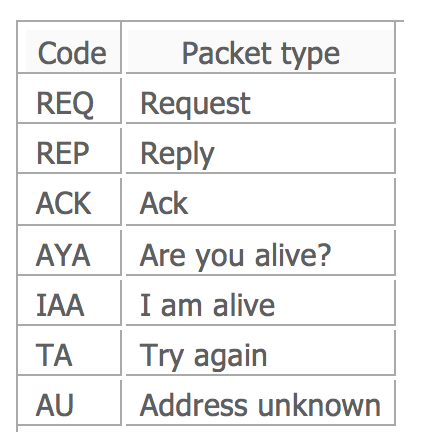 Code Packet type
REQ Request
REP Reply
ACK Ack
AYA Are you alive?
IAA I am alive
TA Try again
AU Address unknown